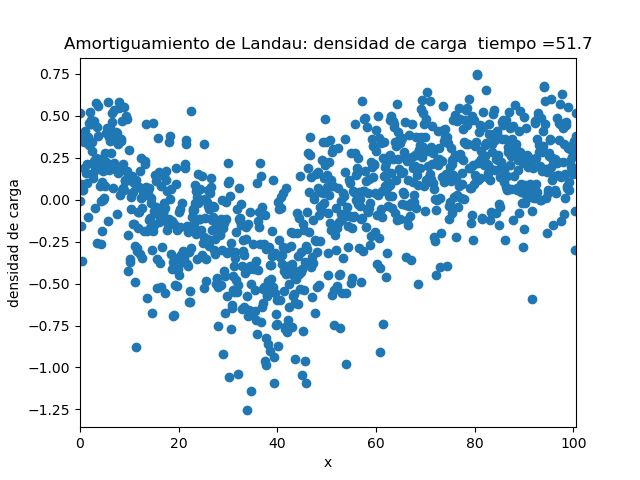 Amortiguamiento de Landau: densidad de carga  tiempo =51.7
densidad de carga
0.75
0.50
0.25
0.00
−0.25
−0.50
−0.75
−1.00
−1.25
0 20 40 60 80 100
x